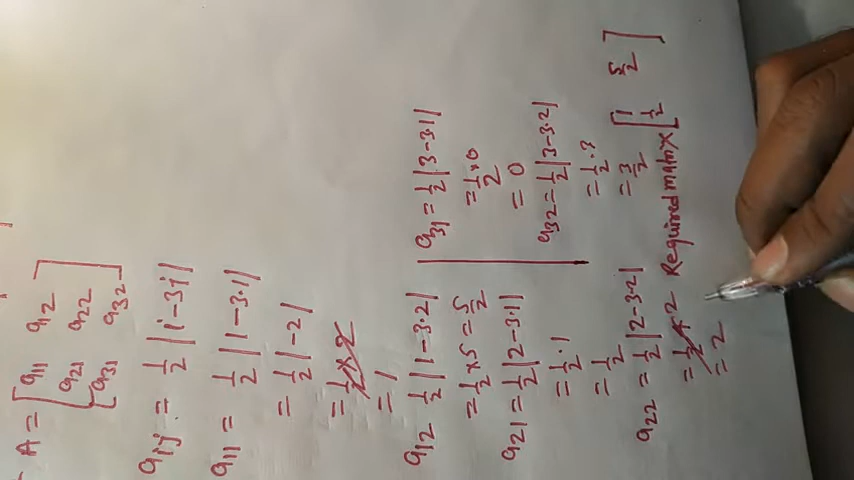 A = [a11 a12
a21 a22
a31 a32]
aij = 1/2 |i-3j|
a11 = 1/2 |1-3·1|
= 1/2 |-2|
= 1/2 × 2
= 1
a12 1/2 |1-3·2|
= 1/2 × 5 = 5/2
a21 = 1/2 |2-3·1|
= 1/2 · 1
= 1/2
a22 = 1/2 |2-3·2|
= 1/2 × 4 2
= 2
a31 = 1/2 |3-3·1|
= 1/2 × 0
= 0
a32 = 1/2 |3-3·2|
= 1/2 · 3
= 3/2
Required matrix [1 5/2
1/2 ]